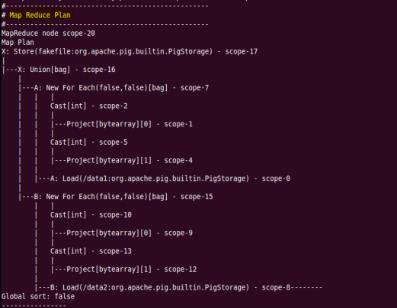 #--------------------------------------------------
# Map Reduce Plan
#--------------------------------------------------
MapReduce node scope-20
Map Plan
X: Store(fakefile:org.apache.pig.builtin.PigStorage) - scope-17
|
|---X: Union[bag] - scope-16
    |
    |---A: New For Each(false,false)[bag] - scope-7
    |   |   |
    |   |   Cast[int] - scope-2
    |   |   |
    |   |   |---Project[bytearray][0] - scope-1
    |   |   |
    |   |   Cast[int] - scope-5
    |   |   |
    |   |   |---Project[bytearray][1] - scope-4
    |   |
    |   |---A: Load(/data1:org.apache.pig.builtin.PigStorage) - scope-0
    |
    |---B: New For Each(false,false)[bag] - scope-15
        |   |
        |   Cast[int] - scope-10
        |   |
        |   |---Project[bytearray][0] - scope-9
        |   |
        |   Cast[int] - scope-13
        |   |
        |   |---Project[bytearray][1] - scope-12
        |
        |---B: Load(/data2:org.apache.pig.builtin.PigStorage) - scope-8--------
Global sort: false
----------------